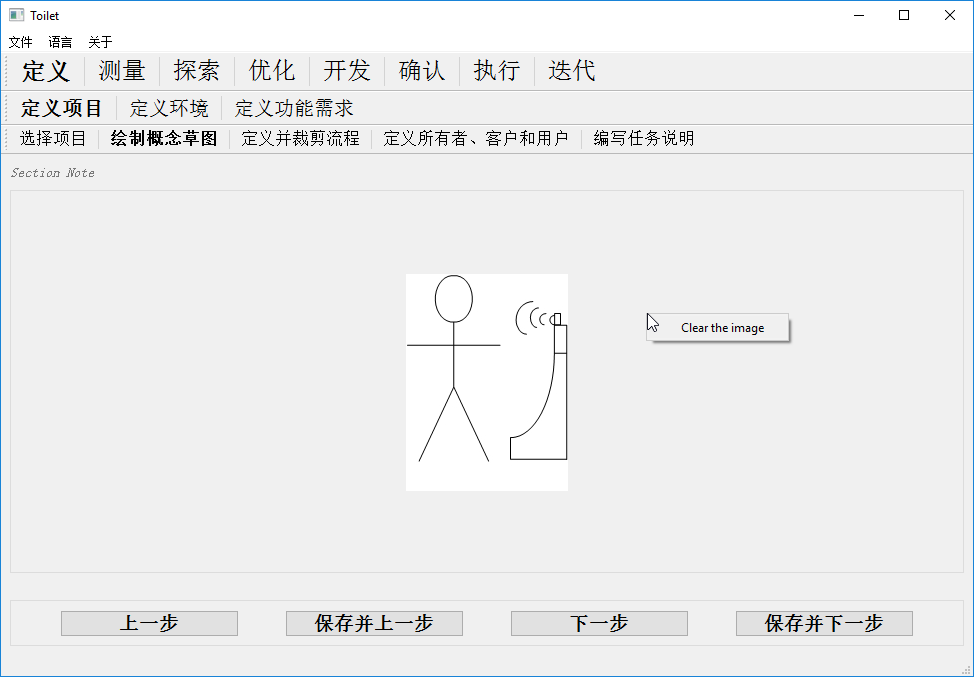 Toilet
文件 语言 关于
定义 测量 探索 优化 开发 确认 执行 迭代
定义项目 定义环境 定义功能需求
选择项目 绘制概念草图 定义并裁剪流程 定义所有者、客户和用户 编写任务说明
Section Note
Clear the image
上一步 保存并上一步 下一步 保存并下一步